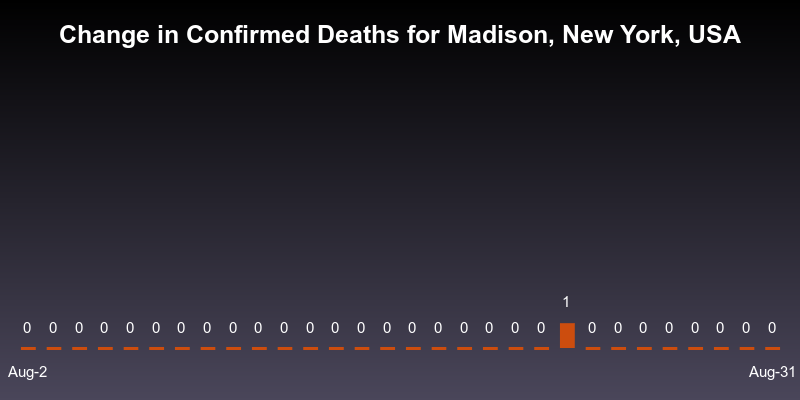 Change in Confirmed Deaths for Madison, New York, USA
1
0 0 0 0 0 0 0 0 0 0 0 0 0 0 0 0 0 0 0 0 0 0 0 0 0 0 0 0 0
Aug-2 Aug-31